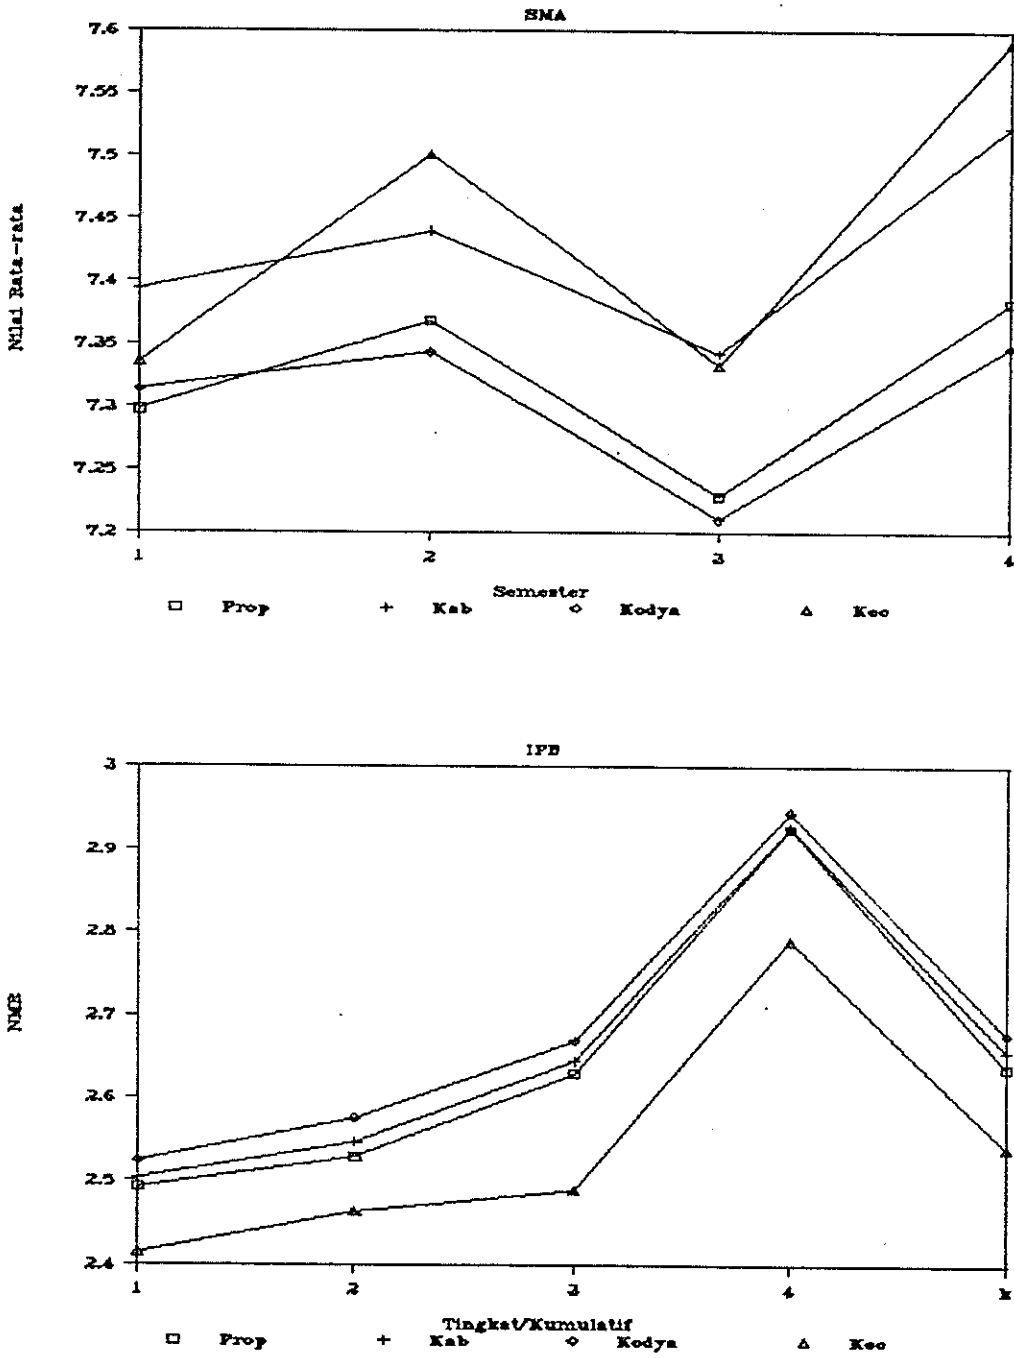 SMA
7.6
7.55
7.5
7.45
7.4
7.35
7.3
7.25
7.2
Nilai Rata-rata
1 2 3 4
Semester
Prop Kab Kodya Kec
IPB
3
2.9
2.8
2.7
2.6
2.5
2.4
NMR
1 2 3 4 k
Tingkat/Kumulatif
Prop Kab Kodya Kec